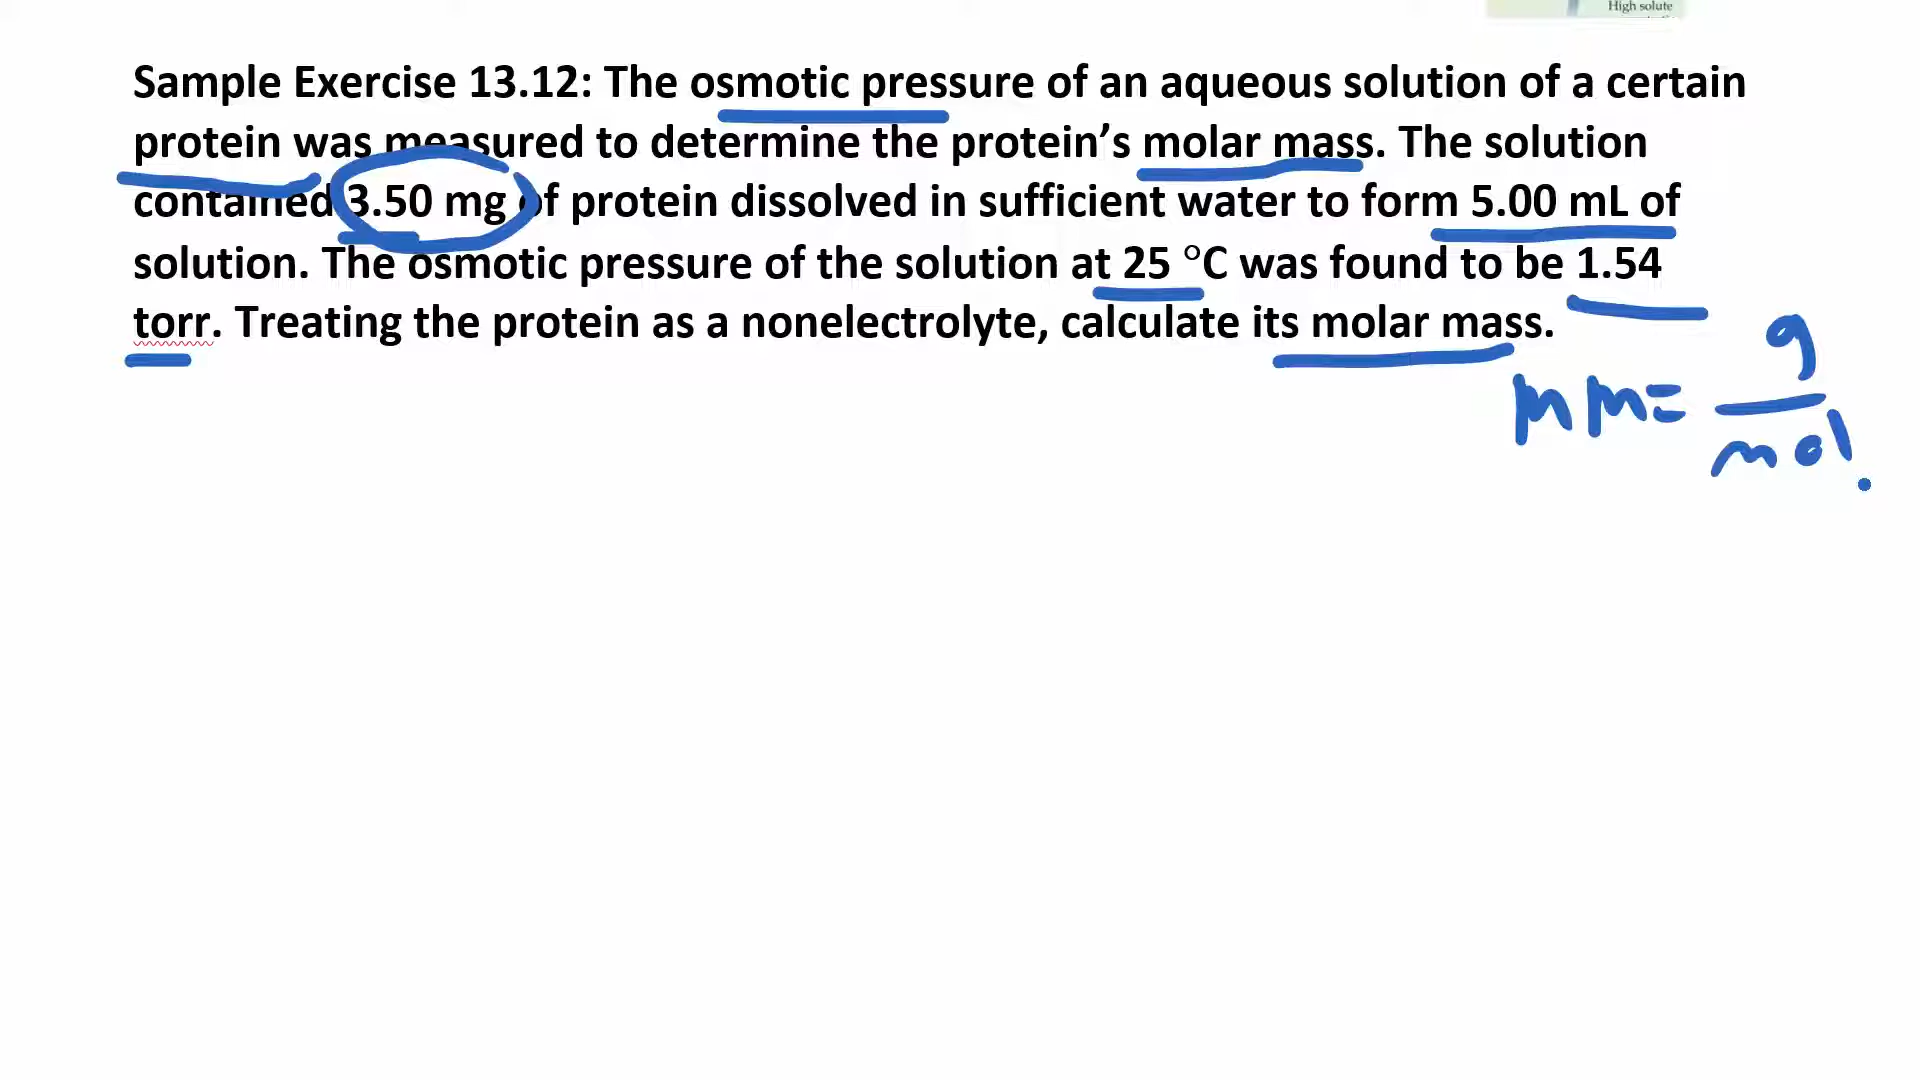 High solute
Sample Exercise 13.12: The osmotic pressure of an aqueous solution of a certain
protein was measured to determine the protein’s molar mass. The solution
contained 3.50 mg of protein dissolved in sufficient water to form 5.00 mL of
solution. The osmotic pressure of the solution at 25 °C was found to be 1.54
torr. Treating the protein as a nonelectrolyte, calculate its molar mass.
g
MM=
mol